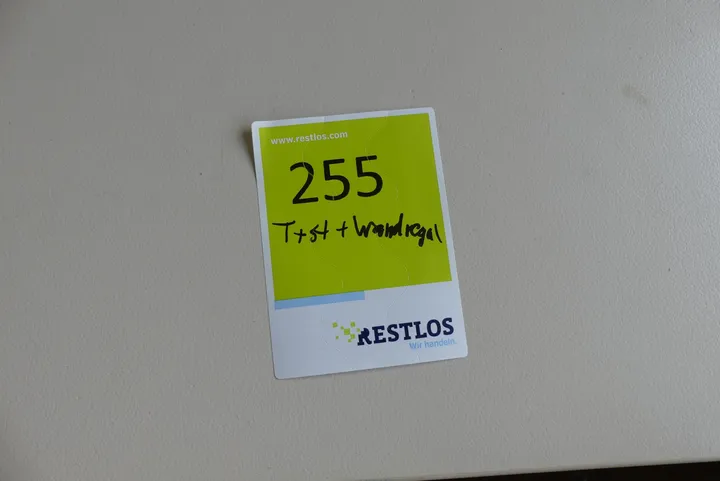 www.restlos.com
255
T+St + Wandregal
RESTLOS
Wir handeln.